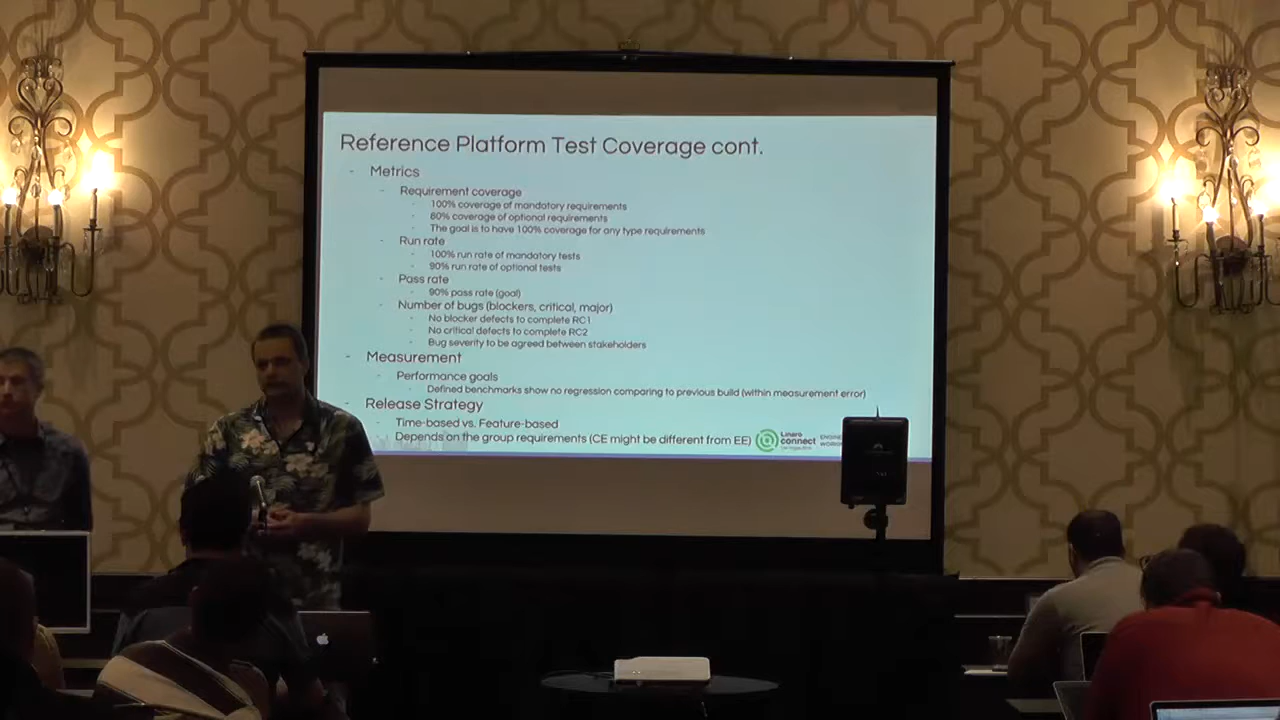 Reference Platform Test Coverage cont.
- Metrics
- Requirement coverage
- 100% coverage of mandatory requirements
- 60% coverage of optional requirements
- The goal is to have 100% coverage for any type requirements
- Run rate
- 100% run rate of mandatory tests
- 90% run rate of optional tests
- Pass rate
- 90% pass rate (goal)
- Number of bugs (blockers, critical, major)
- No blocker defects to complete RC1
- No critical defects to complete RC2
- Bug severity to be agreed between stakeholders
- Measurement
- Performance goals
- Defined benchmarks show no regression comparing to previous build (within measurement error)
- Release Strategy
- Time-based vs. Feature-based
Depends on the group requirements (CE might be different from EE)
Linaro
connect